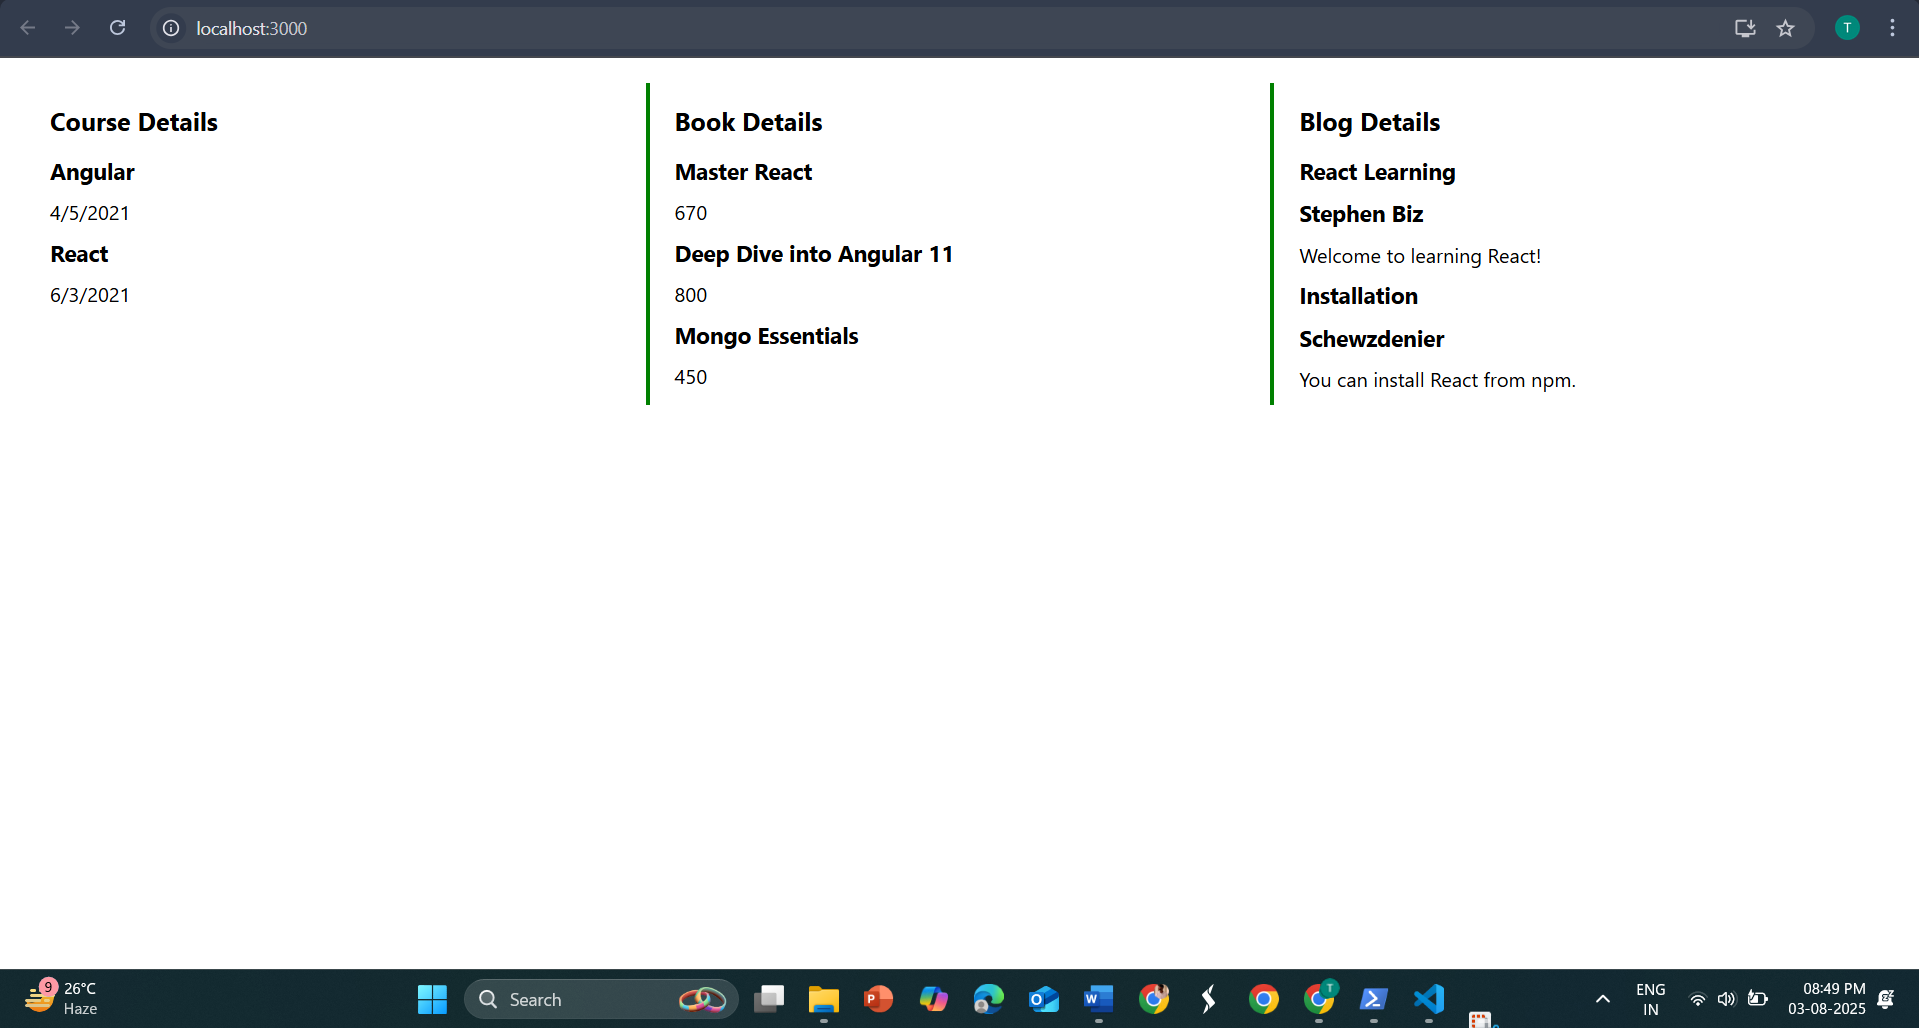 localhost:3000
T
Course Details
Angular
4/5/2021
React
6/3/2021
Book Details
Master React
670
Deep Dive into Angular 11
800
Mongo Essentials
450
Blog Details
React Learning
Stephen Biz
Welcome to learning React!
Installation
Schewzdenier
You can install React from npm.
9
26°C
Haze
Search
T
ENG
IN
08:49 PM
03-08-2025